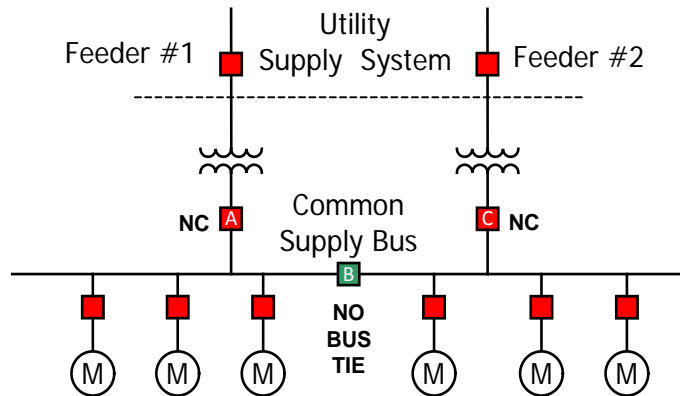 Utility
Feeder #1
Supply System
Feeder #2
NC
A
Common
Supply Bus
C
NC
B
NO
BUS
TIE
M
M
M
M
M
M